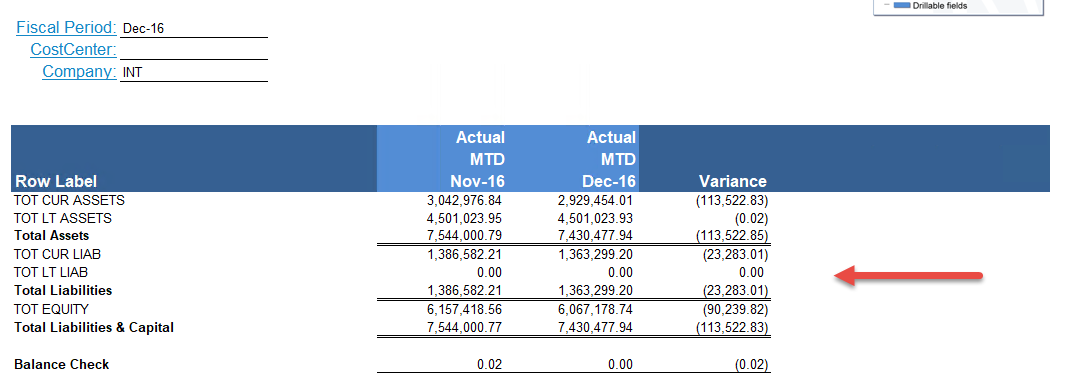 Drillable fields
Fiscal Period: Dec-16
CostCenter:
Company: INT
Actual Actual
MTD MTD
Row Label Nov-16 Dec-16 Variance
TOT CUR ASSETS 3,042,976.84 2,929,454.01 (113,522.83)
TOT LT ASSETS 4,501,023.95 4,501,023.93 (0.02)
Total Assets 7,544,000.79 7,430,477.94 (113,522.85)
TOT CUR LIAB 1,386,582.21 1,363,299.20 (23,283.01)
TOT LT LIAB 0.00 0.00 0.00
Total Liabilities 1,386,582.21 1,363,299.20 (23,283.01)
TOT EQUITY 6,157,418.56 6,067,178.74 (90,239.82)
Total Liabilities & Capital 7,544,000.77 7,430,477.94 (113,522.83)
Balance Check 0.02 0.00 (0.02)